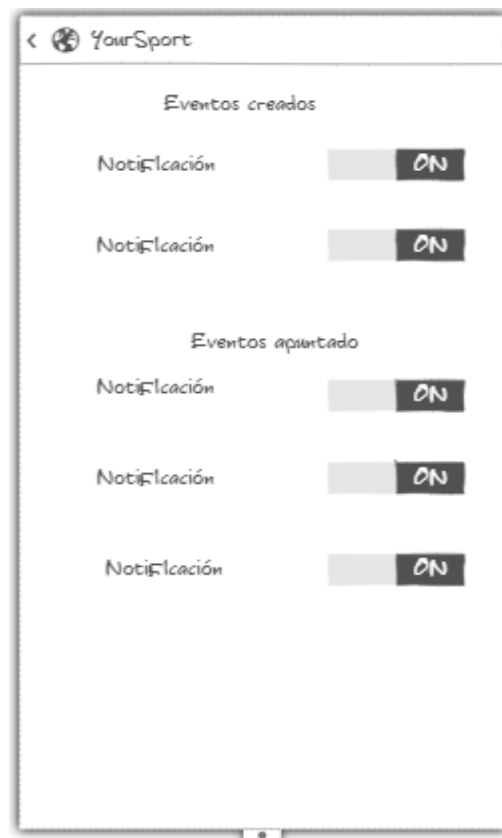 YourSport
Eventos creados
Notificación ON
Notificación ON
Eventos apuntado
Notificación ON
Notificación ON
Notificación ON